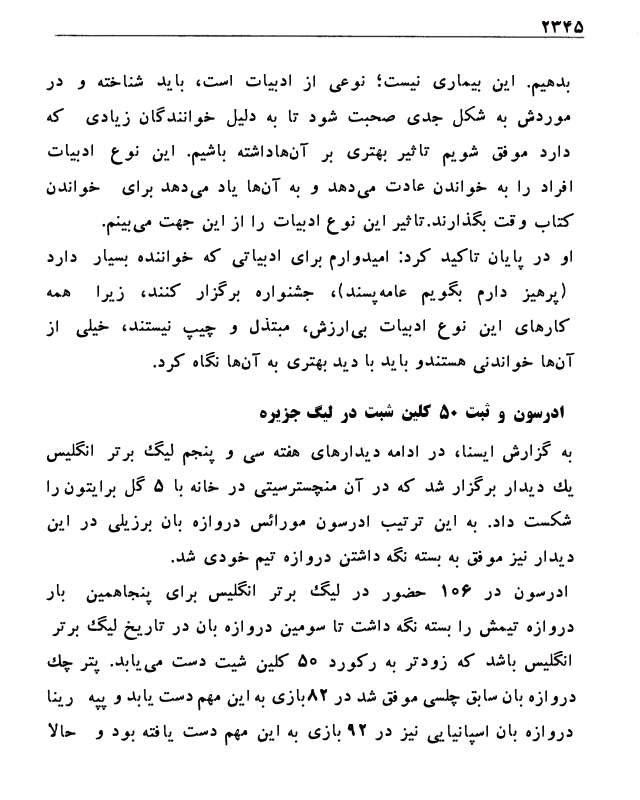 ۲۳۴۵
بدهیم. این بیماری نیست؛ نوعی از ادبیات است، باید شناخته و در
موردش به شکل جدی صحبت شود تا به دلیل خوانندگان زیادی که
دارد موفق شویم تاثیر بهتری بر آن‌هاداشته باشیم. این نوع ادبیات
افراد را به خواندن عادت می‌دهد و به آن‌ها یاد می‌دهد برای خواندن
کتاب وقت بگذارند.تاثیر این نوع ادبیات را از این جهت می‌بینم.
او در پایان تاکید کرد: امیدوارم برای ادبیاتی که خواننده بسیار دارد
(پرهیز دارم بگویم عامه‌پسند)، جشنواره برگزار کنند، زیرا همه
کارهای این نوع ادبیات بی‌ارزش، مبتذل و چیپ نیستند، خیلی از
آن‌ها خواندنی هستندو باید با دید بهتری به آن‌ها نگاه کرد.
ادرسون و ثبت ۵۰ کلین شیت در لیگ جزیره
به گزارش ایسنا، در ادامه دیدارهای هفته سی و پنجم لیگ برتر انگلیس
یك دیدار برگزار شد که در آن منچسترسیتی در خانه با ۵ گل برایتون را
شکست داد. به این ترتیب ادرسون مورائس دروازه بان برزیلی در این
دیدار نیز موفق به بسته نگه داشتن دروازه تیم خودی شد.
ادرسون در ۱۰۶ حضور در لیگ برتر انگلیس برای پنجاهمین بار
دروازه تیمش را بسته نگه داشت تا سومین دروازه بان در تاریخ لیگ برتر
انگلیس باشد که زودتر به رکورد ۵۰ کلین شیت دست می‌یابد. پتر چك
دروازه بان سابق چلسی موفق شد در ۸۲بازی به این مهم دست یابد و پپه رینا
دروازه بان اسپانیایی نیز در ۹۲ بازی به این مهم دست یافته بود و حالا